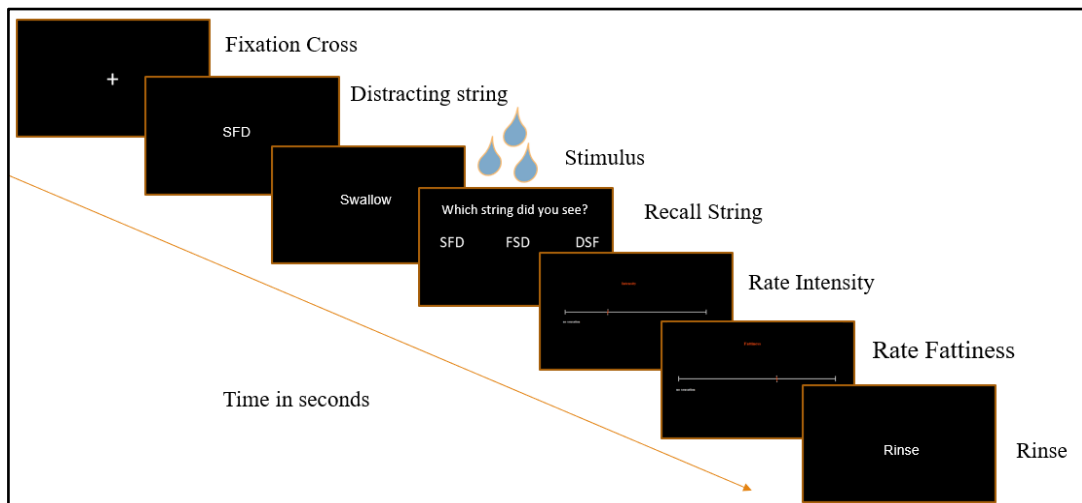 Fixation Cross
+
Distracting string
SFD
Stimulus
Swallow
Which string did you see?
SFD FSD DSF
Recall String
Rate Intensity
Rate Fattiness
Time in seconds
Rinse
Rinse